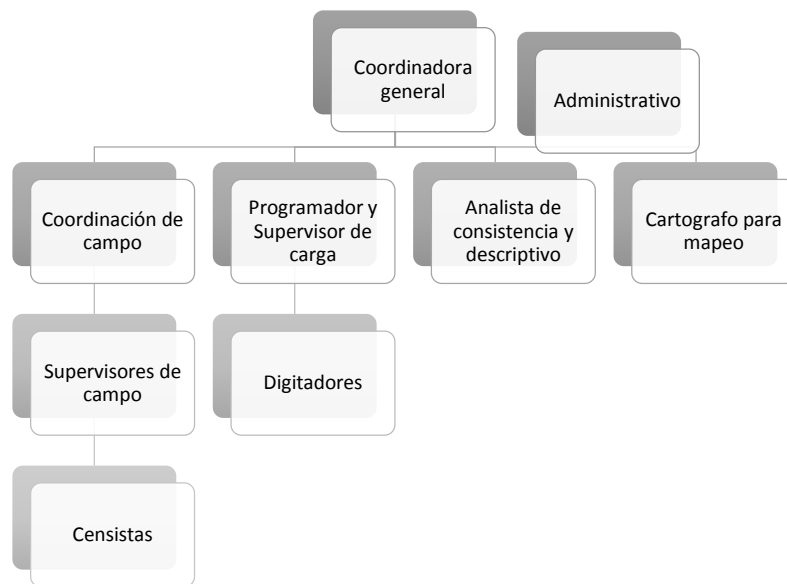 Coordinadora
general
Administrativo
Coordinación de
campo
Programador y
Supervisor de
carga
Analista de
consistencia y
descriptivo
Cartografo para
mapeo
Supervisores de
campo
Digitadores
Censistas